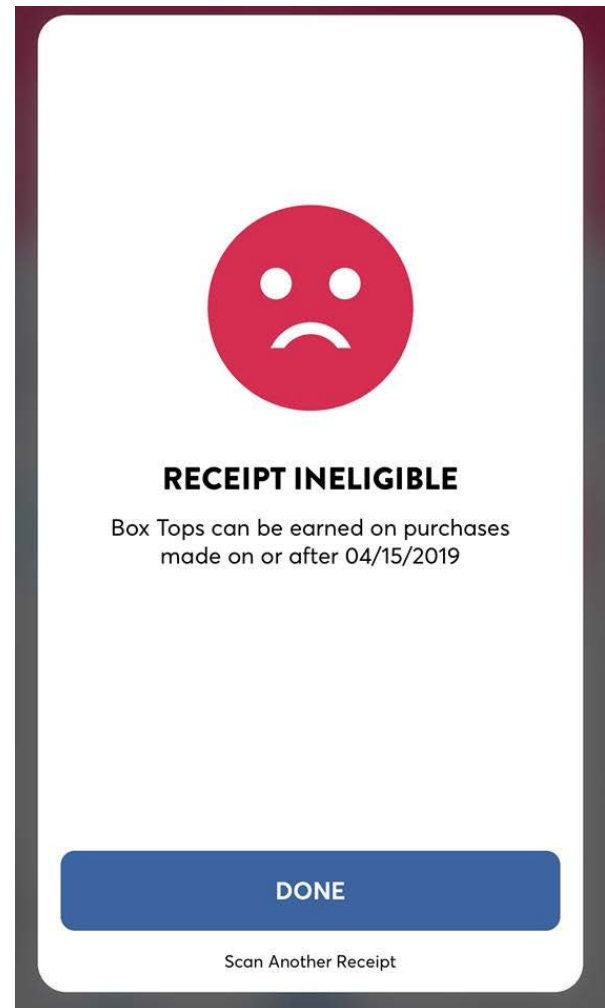 RECEIPT INELIGIBLE
Box Tops can be earned on purchases
made on or after 04/15/2019
DONE
Scan Another Receipt